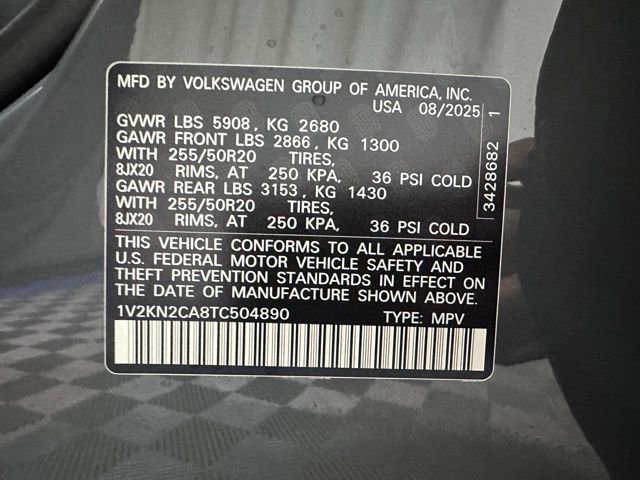 MFD BY VOLKSWAGEN GROUP OF AMERICA, INC.
USA 08/2025
GVWR LBS 5908, KG 2680
GAWR FRONT LBS 2866, KG 1300
WITH 255/50R20 TIRES,
8JX20 RIMS, AT 250 KPA, 36 PSI COLD
GAWR REAR LBS 3153, KG 1430
WITH 255/50R20 TIRES,
8JX20 RIMS, AT 250 KPA, 36 PSI COLD
THIS VEHICLE CONFORMS TO ALL APPLICABLE
U.S. FEDERAL MOTOR VEHICLE SAFETY AND
THEFT PREVENTION STANDARDS IN EFFECT ON
THE DATE OF MANUFACTURE SHOWN ABOVE.
1V2KN2CA8TC504890 TYPE: MPV
3428682 1